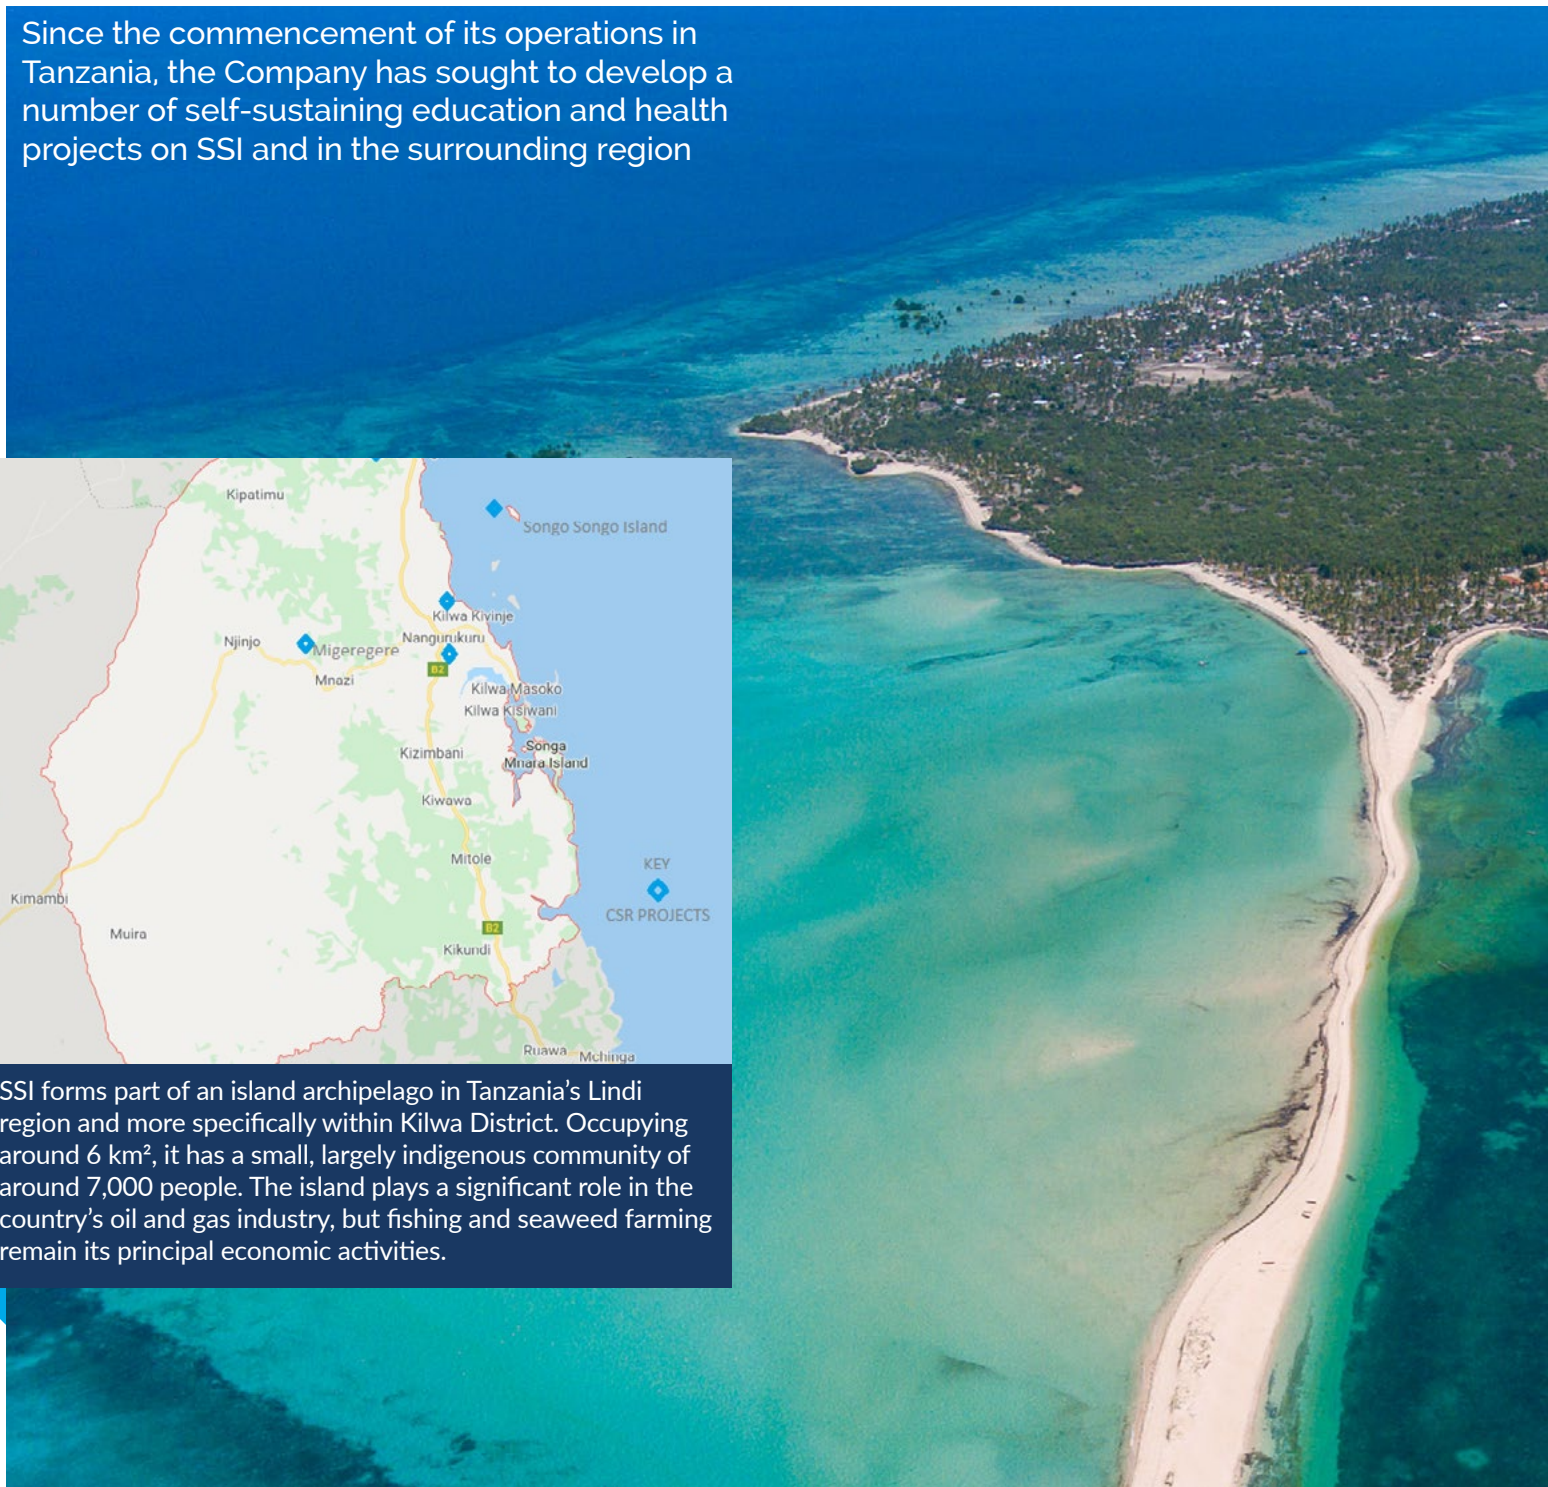 Since the commencement of its operations in
Tanzania, the Company has sought to develop a
number of self-sustaining education and health
projects on SSI and in the surrounding region
Kipatimu
Songo Songo Island
Kilwa Kivinje
Njinjo
Nangurukuru
Migeregere
B2
Mnazi
Kilwa Masoko
Kilwa Kisiwani
Songa
Mnara Island
Kizimbani
Kiwawa
Mitole
KEY
CSR PROJECTS
Kimambi
Muira
B2
Kikundi
Ruawa
Mchinga
SSI forms part of an island archipelago in Tanzania’s Lindi
region and more specifically within Kilwa District. Occupying
around 6 km², it has a small, largely indigenous community of
around 7,000 people. The island plays a significant role in the
country’s oil and gas industry, but fishing and seaweed farming
remain its principal economic activities.